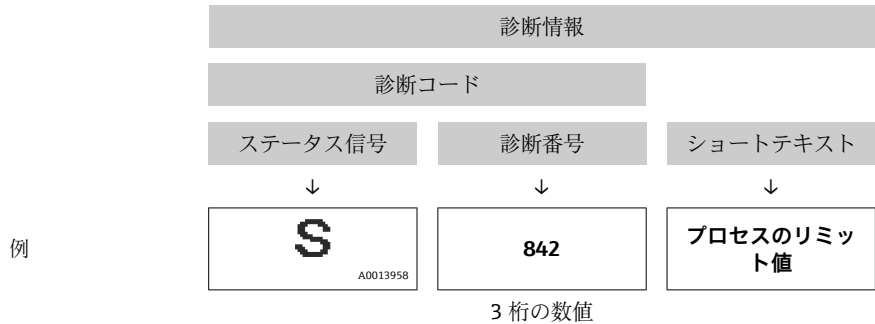 診断情報
診断コード
ステータス信号 診断番号 ショートテキスト
↓ ↓ ↓
例 S 842 プロセスのリミッ
ト値
A0013958
3 桁の数値